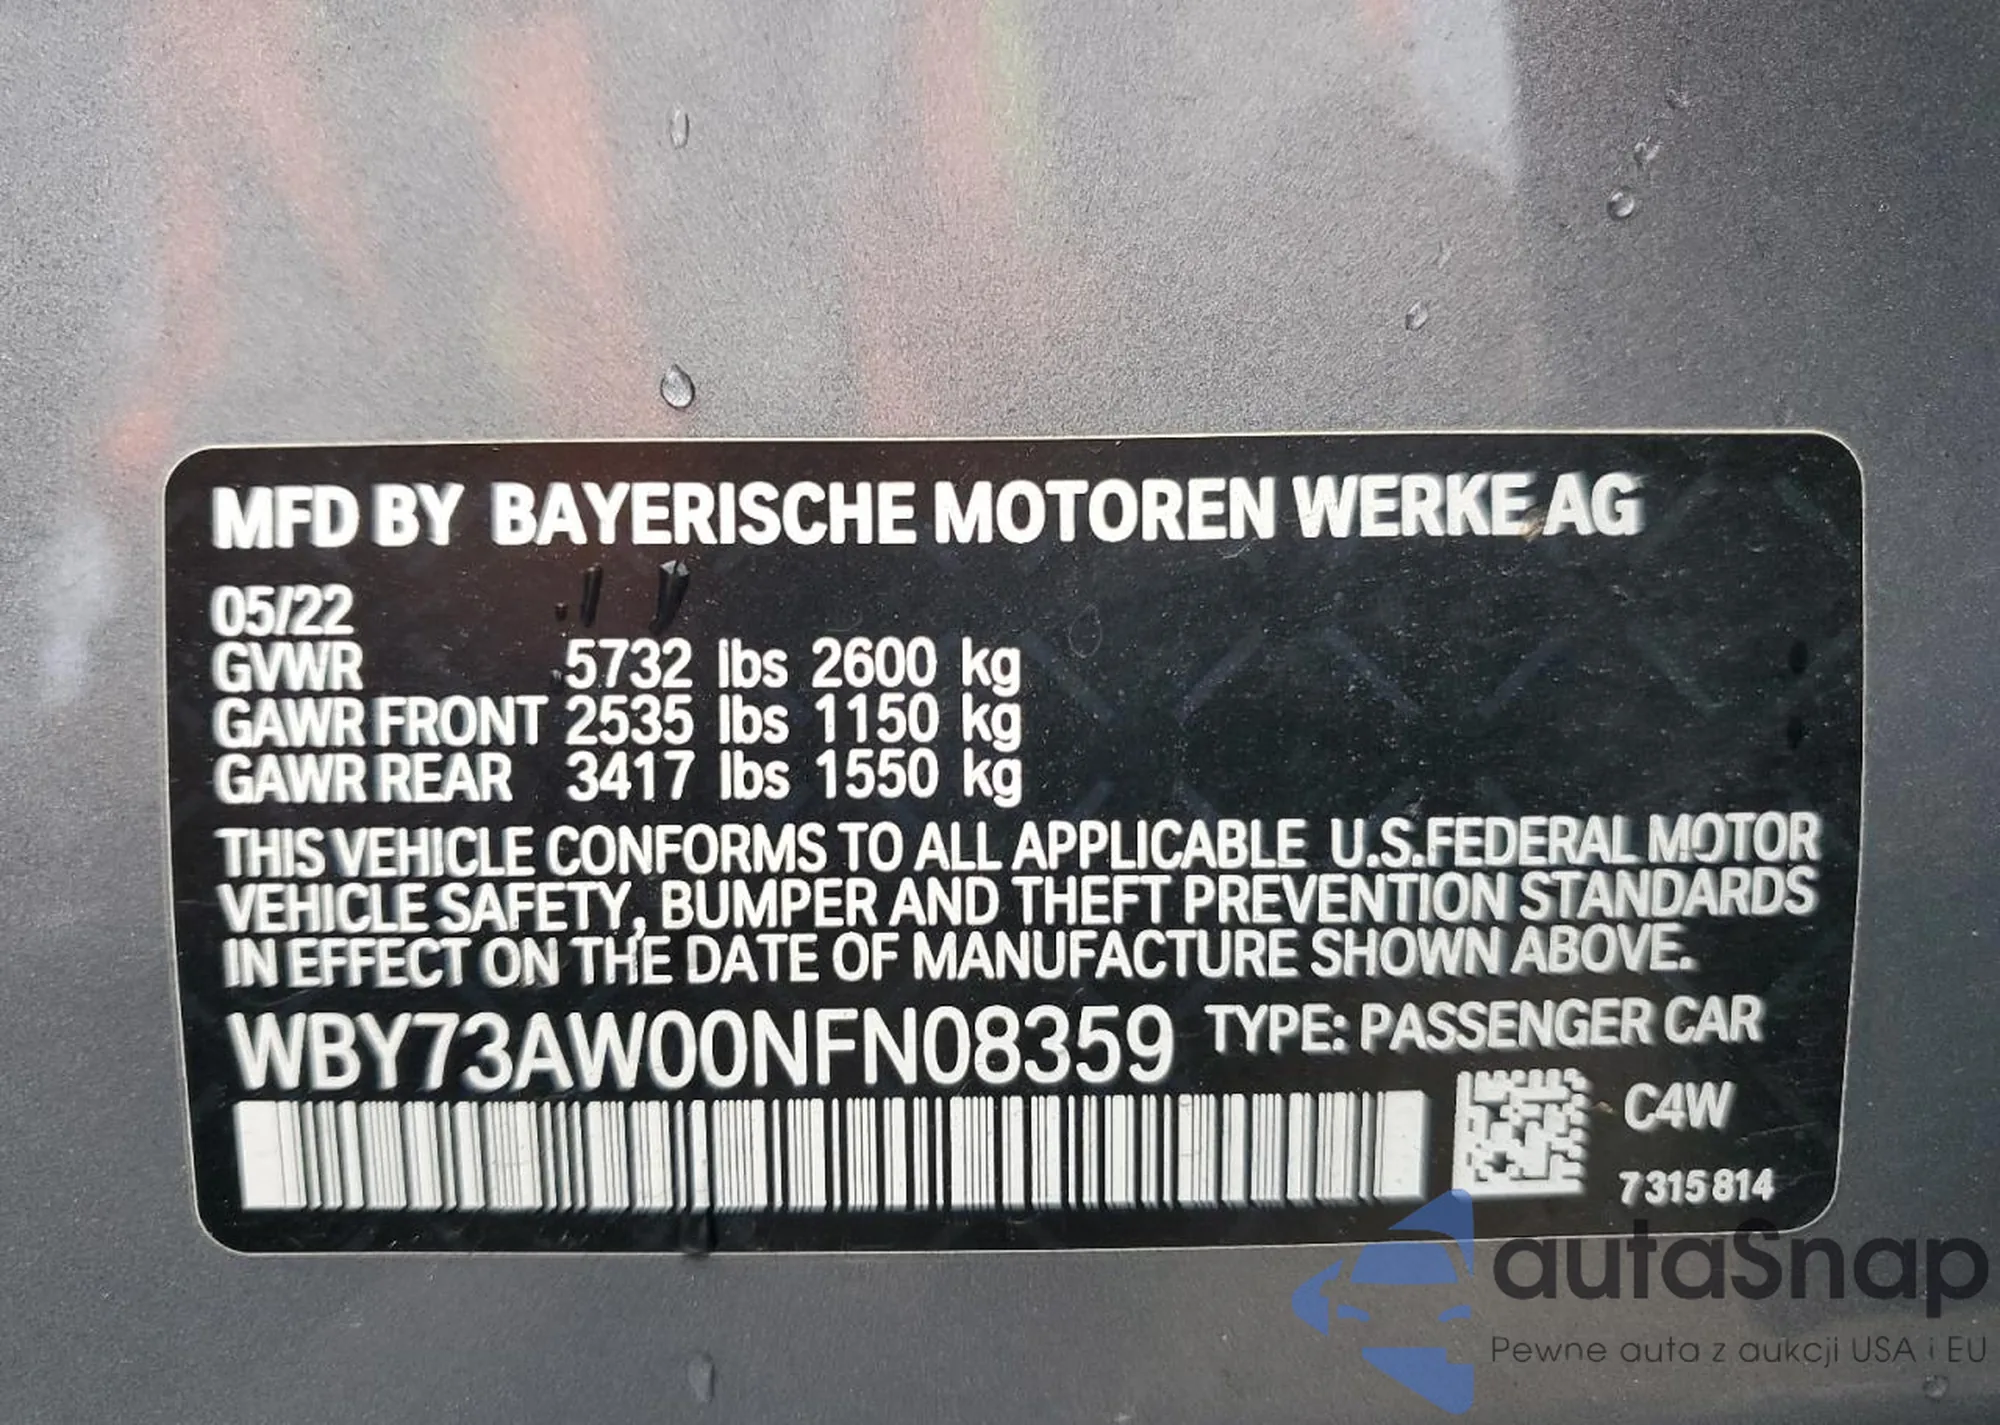 MFD BY BAYERISCHE MOTOREN WERKE AG
05/22
GVWR 5732 lbs 2600 kg
GAWR FRONT 2535 lbs 1150 kg
GAWR REAR 3417 lbs 1550 kg
THIS VEHICLE CONFORMS TO ALL APPLICABLE U.S.FEDERAL MOTOR
VEHICLE SAFETY, BUMPER AND THEFT PREVENTION STANDARDS
IN EFFECT ON THE DATE OF MANUFACTURE SHOWN ABOVE.
WBY73AW00NFN08359 TYPE: PASSENGER CAR
C4W
7 315 814
autaSnap
Pewne auta z aukcji USA i EU